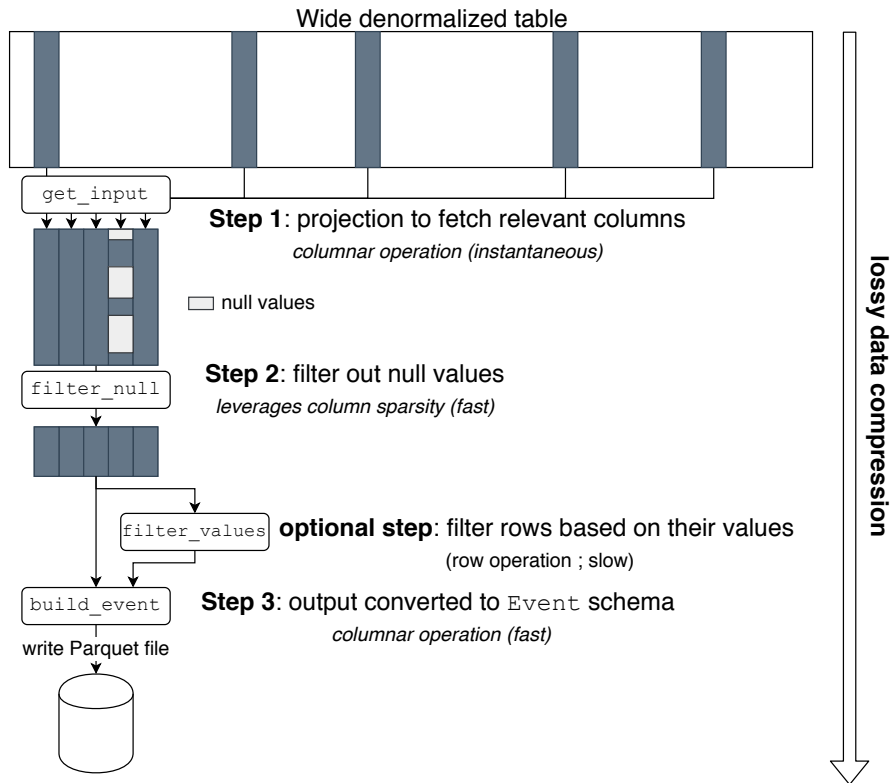 Wide denormalized table
get_input
Step 1: projection to fetch relevant columns
columnar operation (instantaneous)
null values
filter_null
Step 2: filter out null values
leverages column sparsity (fast)
filter_values
optional step: filter rows based on their values
(row operation ; slow)
build_event
Step 3: output converted to Event schema
columnar operation (fast)
write Parquet file
lossy data compression